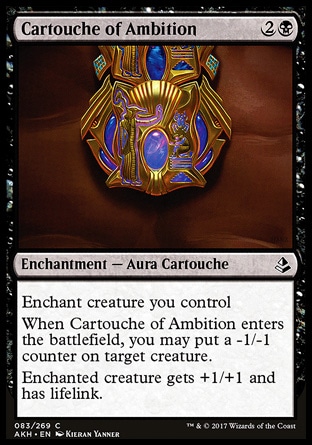 Cartouche of Ambition 2
Enchantment — Aura Cartouche
Enchant creature you control
When Cartouche of Ambition enters
the battlefield, you may put a -1/-1
counter on target creature.
Enchanted creature gets +1/+1 and
has lifelink.
083/269 C
AKH • EN Kieran Yanner
™ & © 2017 Wizards of the Coast